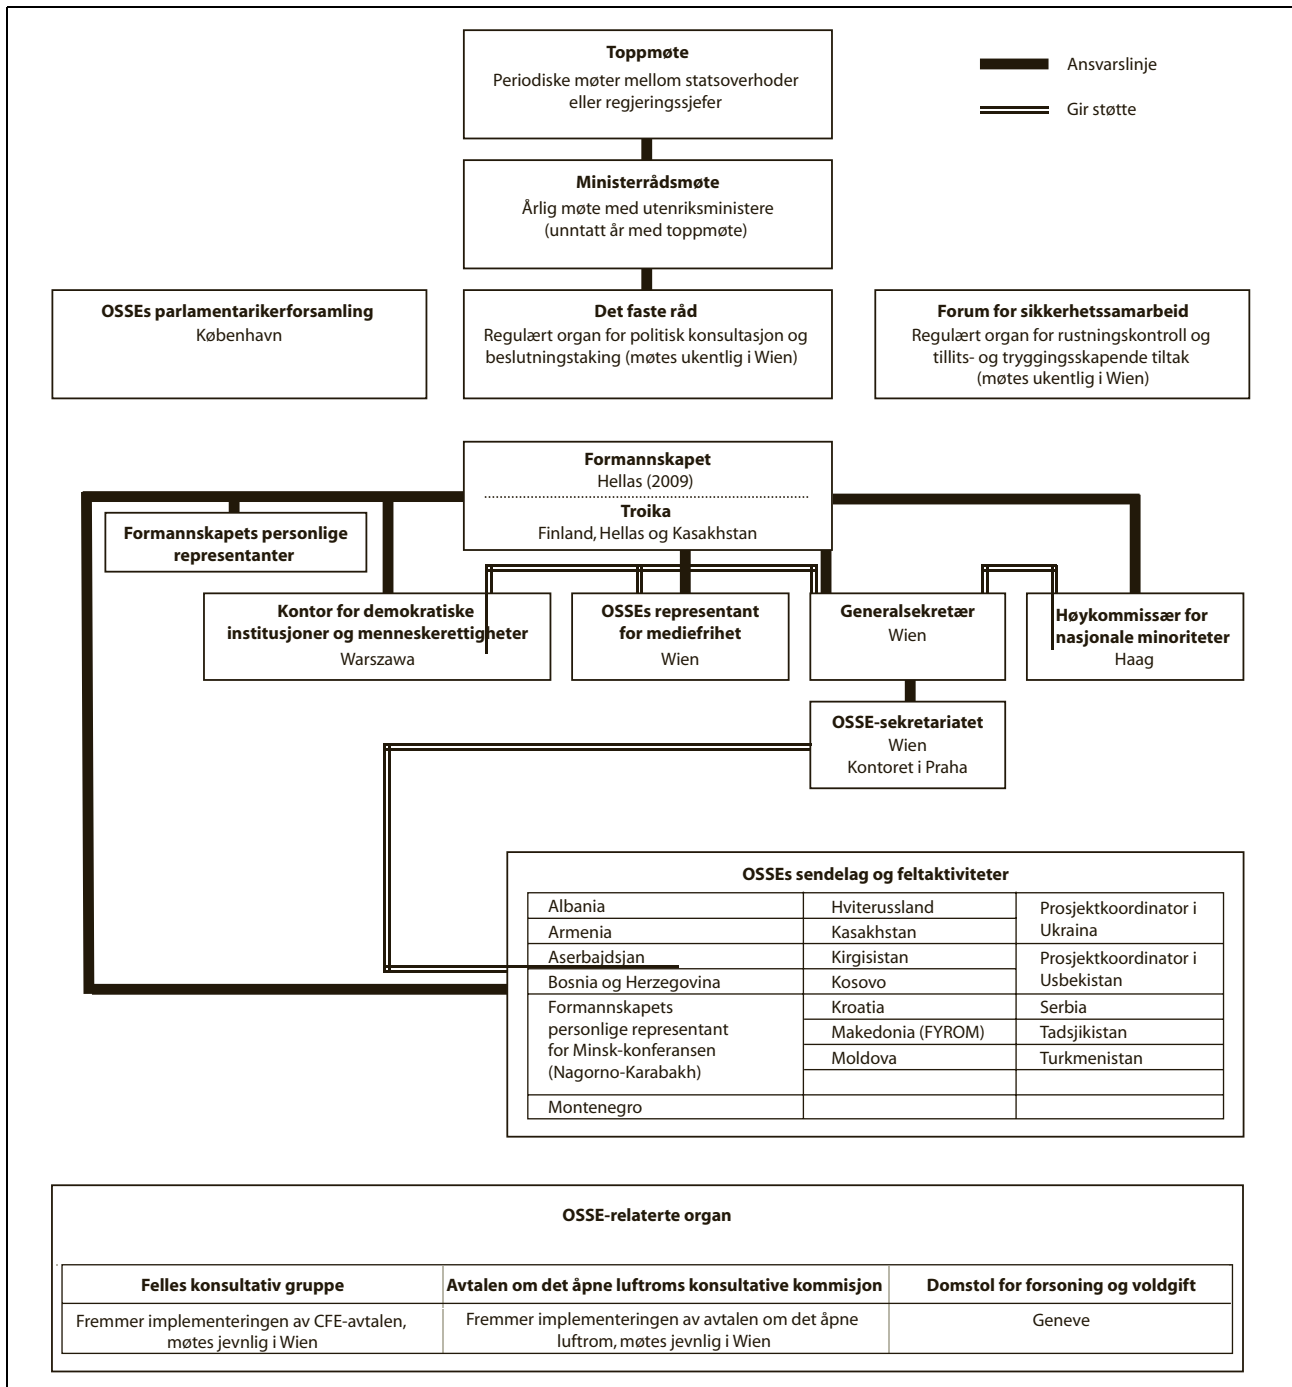 Toppmøte
Periodiske møter mellom statsoverhoder
eller regjeringssjefer
Ansvarslinje
Gir støtte
Ministerrådsmøte
Årlig møte med utenriksministere
(unntatt år med toppmøte)
OSSEs parlamentarikerforsamling
København
Det faste råd
Regulært organ for politisk konsultasjon og
beslutningstaking (møtes ukentlig i Wien)
Forum for sikkerhetssamarbeid
Regulært organ for rustningskontroll og
tillits- og tryggingsskapende tiltak
(møtes ukentlig i Wien)
Formannskapet
Hellas (2009)
Troika
Finland, Hellas og Kasakhstan
Formannskapets personlige
representanter
Kontor for demokratiske
institusjoner og menneskerettigheter
Warszawa
OSSEs representant
for mediefrihet
Wien
Generalsekretær
Wien
Høykommissær for
nasjonale minoriteter
Haag
OSSE-sekretariatet
Wien
Kontoret i Praha
OSSEs sendelag og feltaktiviteter
Albania
Armenia
Aserbajdsjan
Bosnia og Herzegovina
Formannskapets
personlige representant
for Minsk-konferansen
(Nagorno-Karabakh)
Montenegro
Hviterussland
Kasakhstan
Kirgisistan
Kosovo
Kroatia
Makedonia (FYROM)
Moldova
Prosjektkoordinator i
Ukraina
Prosjektkoordinator i
Usbekistan
Serbia
Tadsjikistan
Turkmenistan
OSSE-relaterte organ
Felles konsultativ gruppe
Fremmer implementeringen av CFE-avtalen,
møtes jevnlig i Wien
Avtalen om det åpne luftroms konsultative kommisjon
Fremmer implementeringen av avtalen om det åpne
luftrom, møtes jevnlig i Wien
Domstol for forsoning og voldgift
Geneve